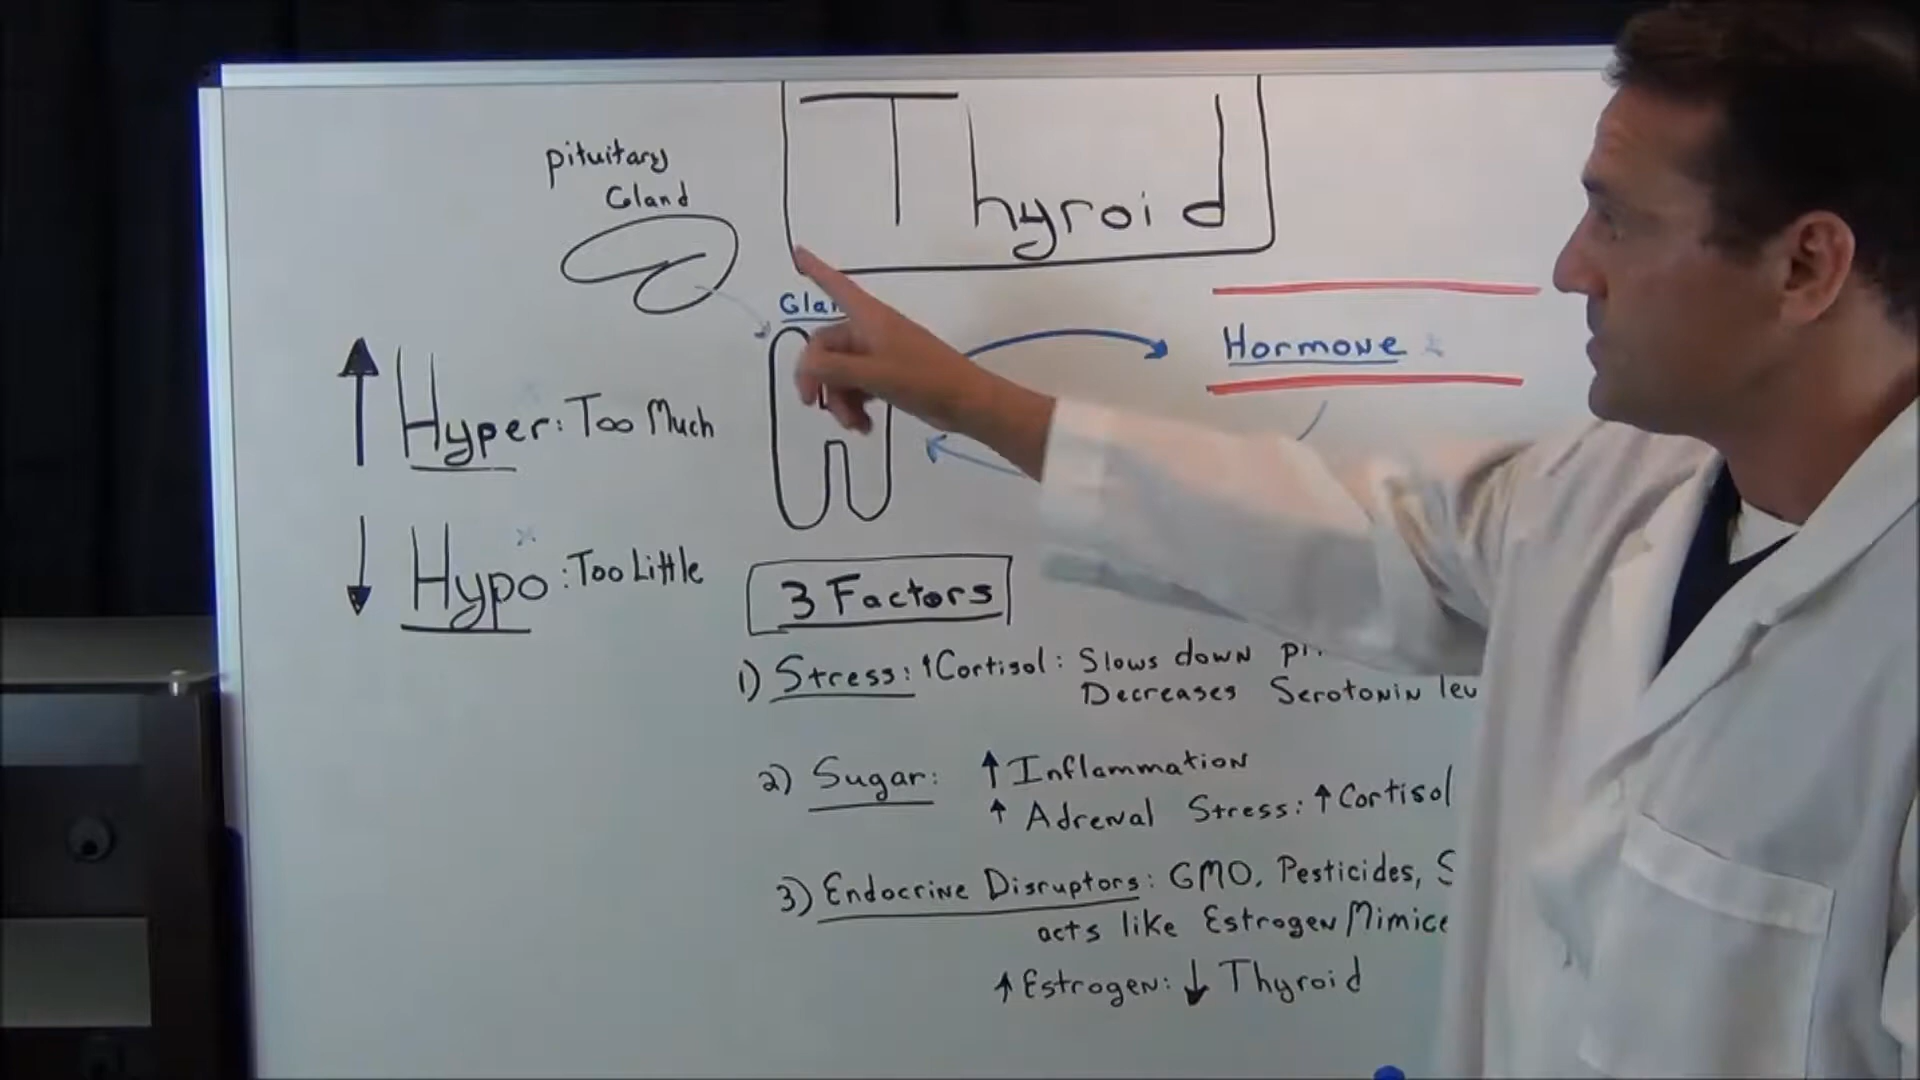 Thyroid
pituitary
Gland
Hormone
Hyper: Too Much
Hypo: Too Little
3 Factors
1) Stress: ↑Cortisol: Slows down
Decreases Serotonin
2) Sugar: ↑ Inflammation
↑ Adrenal Stress: ↑ Cortisol
3) Endocrine Disruptors: GMO, Pesticides,
acts like Estrogen
↑ Estrogen: ↓ Thyroid